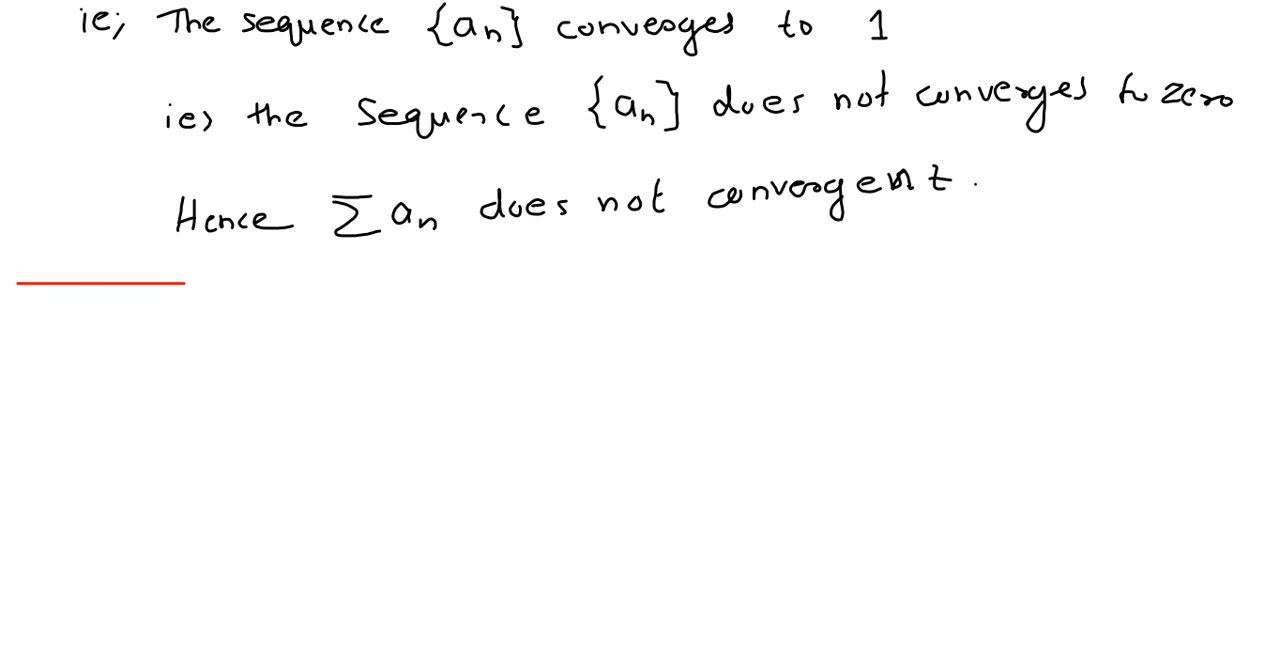 ie; The sequence {an} converges to 1
ie, the Sequence {an} does not converges to zero
Hence Σ an does not convergent.